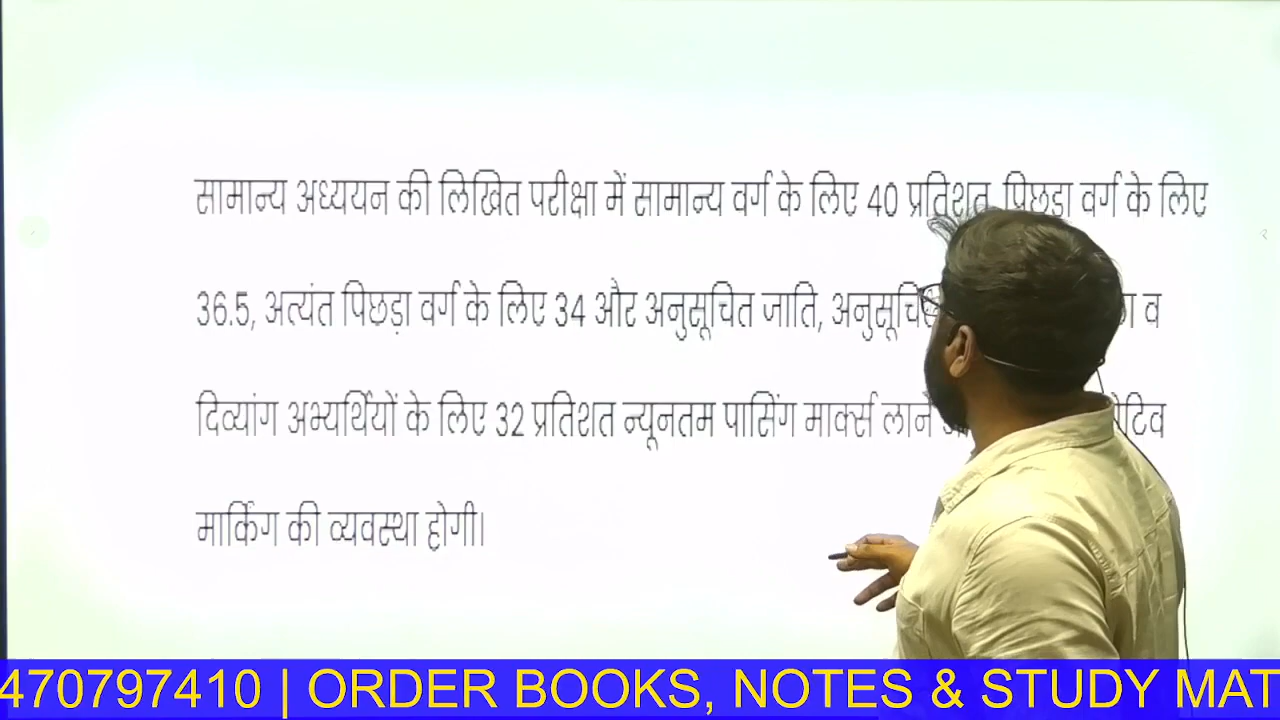 सामान्य अध्ययन की लिखित परीक्षा में सामान्य वर्ग के लिए 40 प्रतिशत, पिछड़ा वर्ग के लिए
36.5, अत्यंत पिछड़ा वर्ग के लिए 34 और अनुसूचित जाति, व
दिव्यांग अभ्यर्थियों के लिए 32 प्रतिशत न्यूनतम पासिंग मार्क्स लाने
मार्किंग की व्यवस्था होगी।
470797410 | ORDER BOOKS, NOTES & STUDY MAT